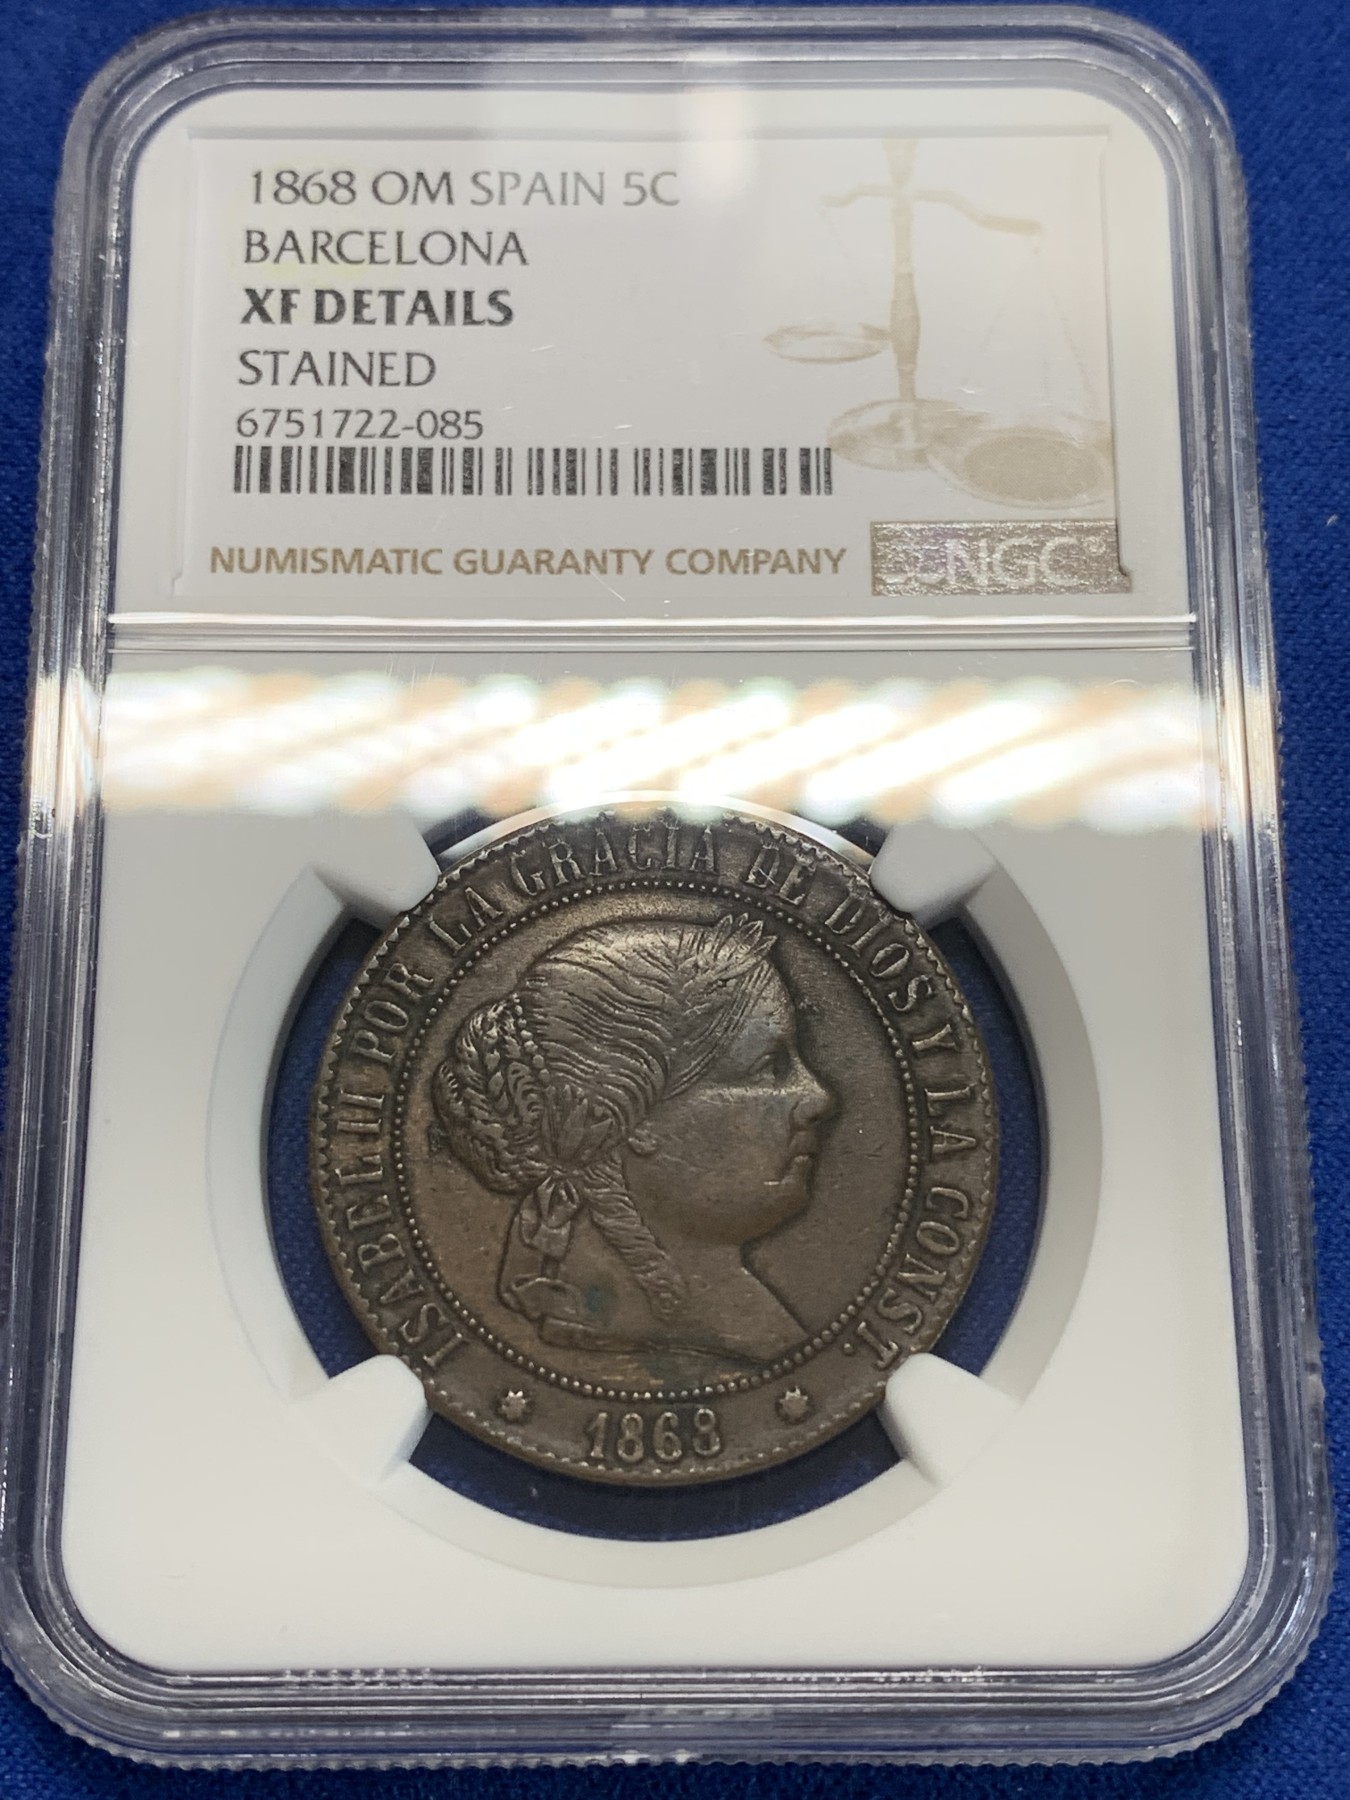 1868 OM SPAIN 5C
BARCELONA
XF DETAILS
STAINED
6751722-085
NUMISMATIC GUARANTY COMPANY
NGC
ISABEL II POR LA GRACIA DE DIOS Y LA CONST.
1868